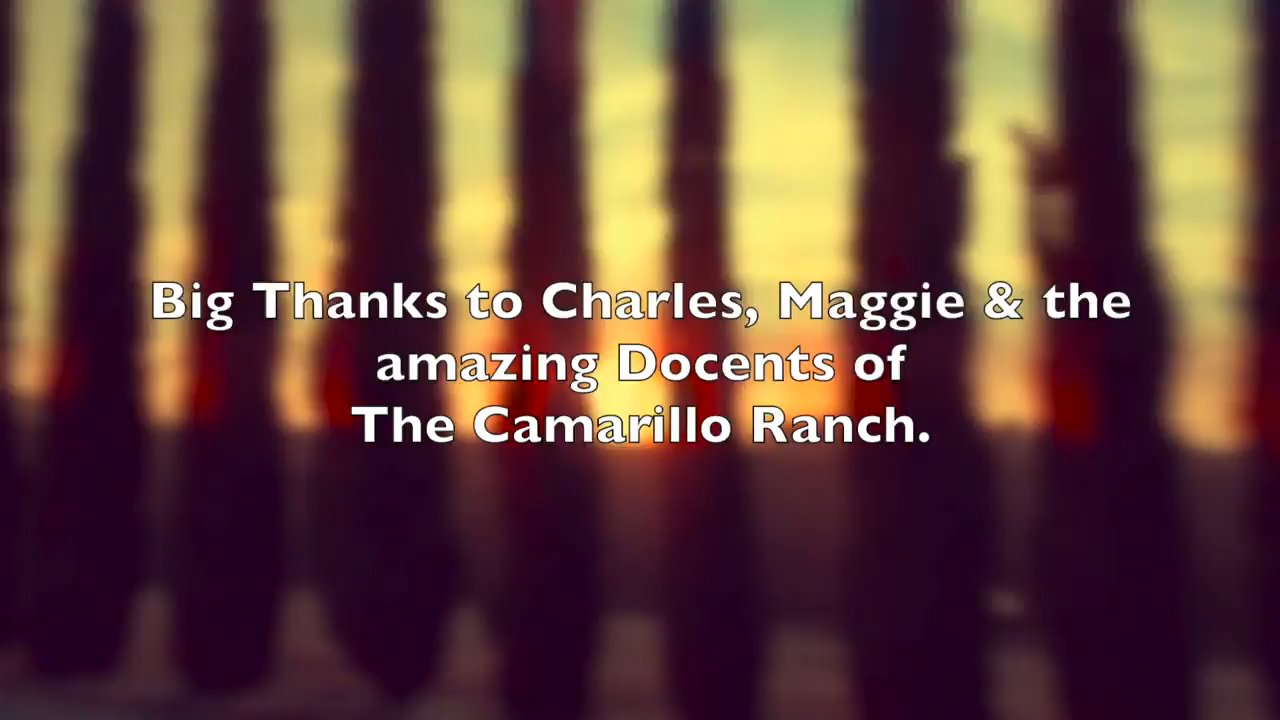 Big Thanks to Charles, Maggie & the
amazing Docents of
The Camarillo Ranch.